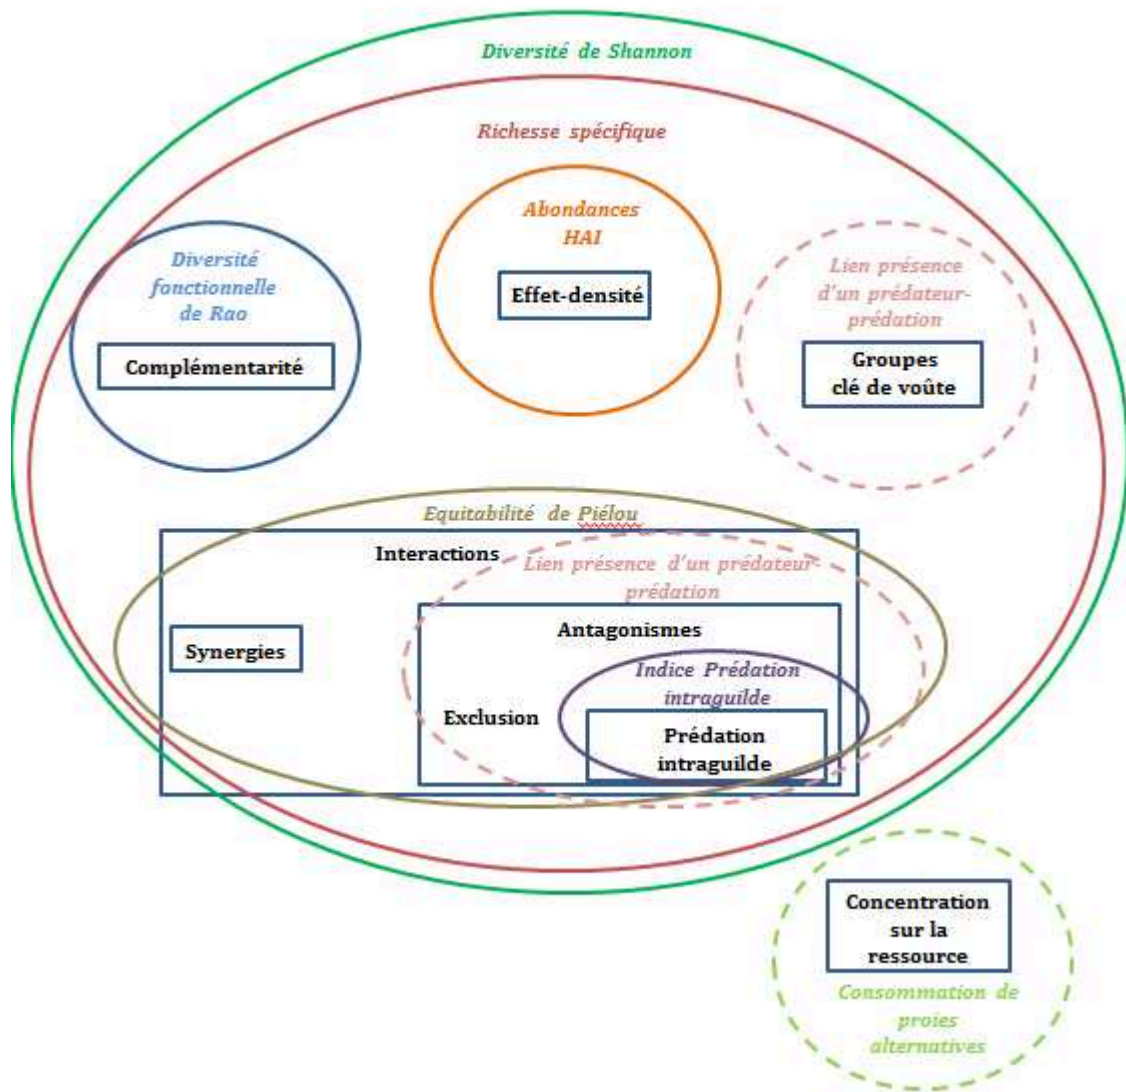 Diversité de Shannon
Richesse spécifique
Abondances
HAI
Effet-densité
Diversité
fonctionnelle
de Rao
Complémentarité
Lien présence
d'un prédateur-
prédation
Groupes
clé de voûte
Equitabilité de Piélou
Interactions
Lien présence d'un prédateur-
prédation
Synergies
Antagonismes
Indice Prédation
intraguilde
Exclusion
Prédation
intraguilde
Concentration
sur la
ressource
Consommation de
proies
alternatives